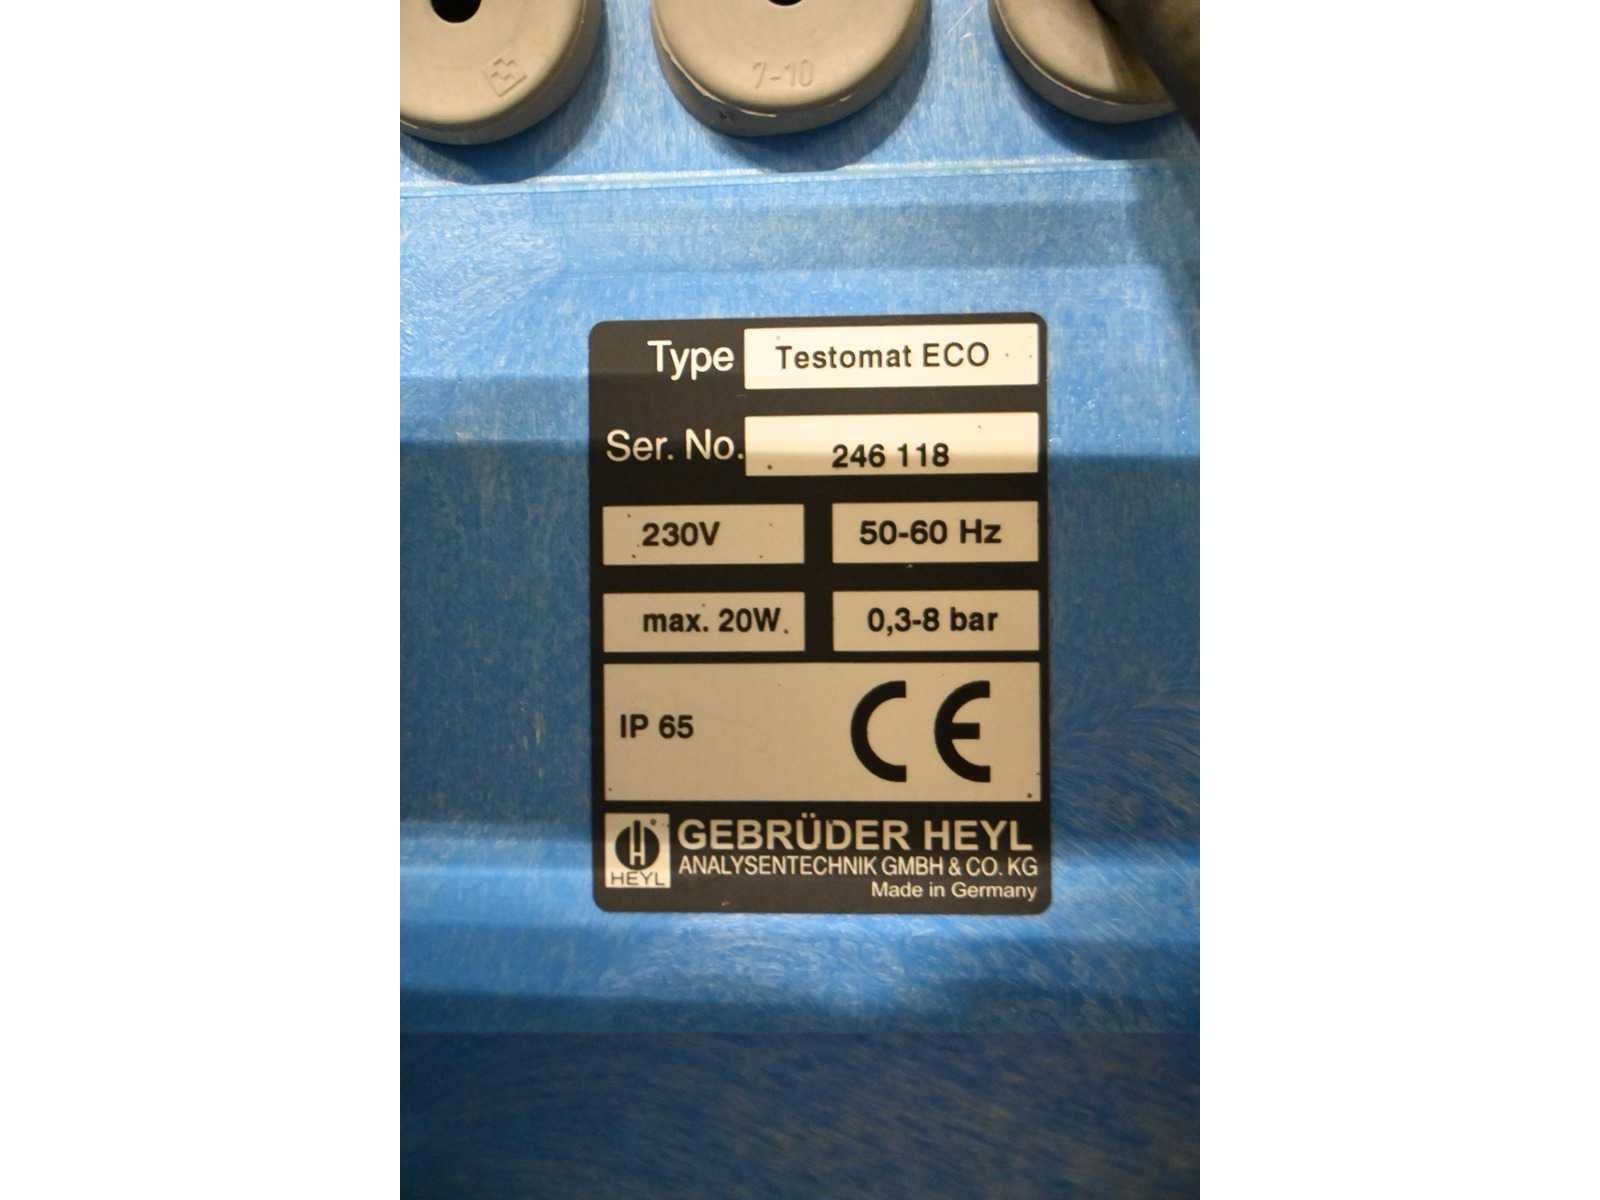 7-10
Type Testomat ECO
Ser. No. 246 118
230V 50-60 Hz
max. 20W 0,3-8 bar
IP 65 CE
H HEYL
GEBRÜDER HEYL
ANALYSENTECHNIK GMBH & CO. KG
Made in Germany